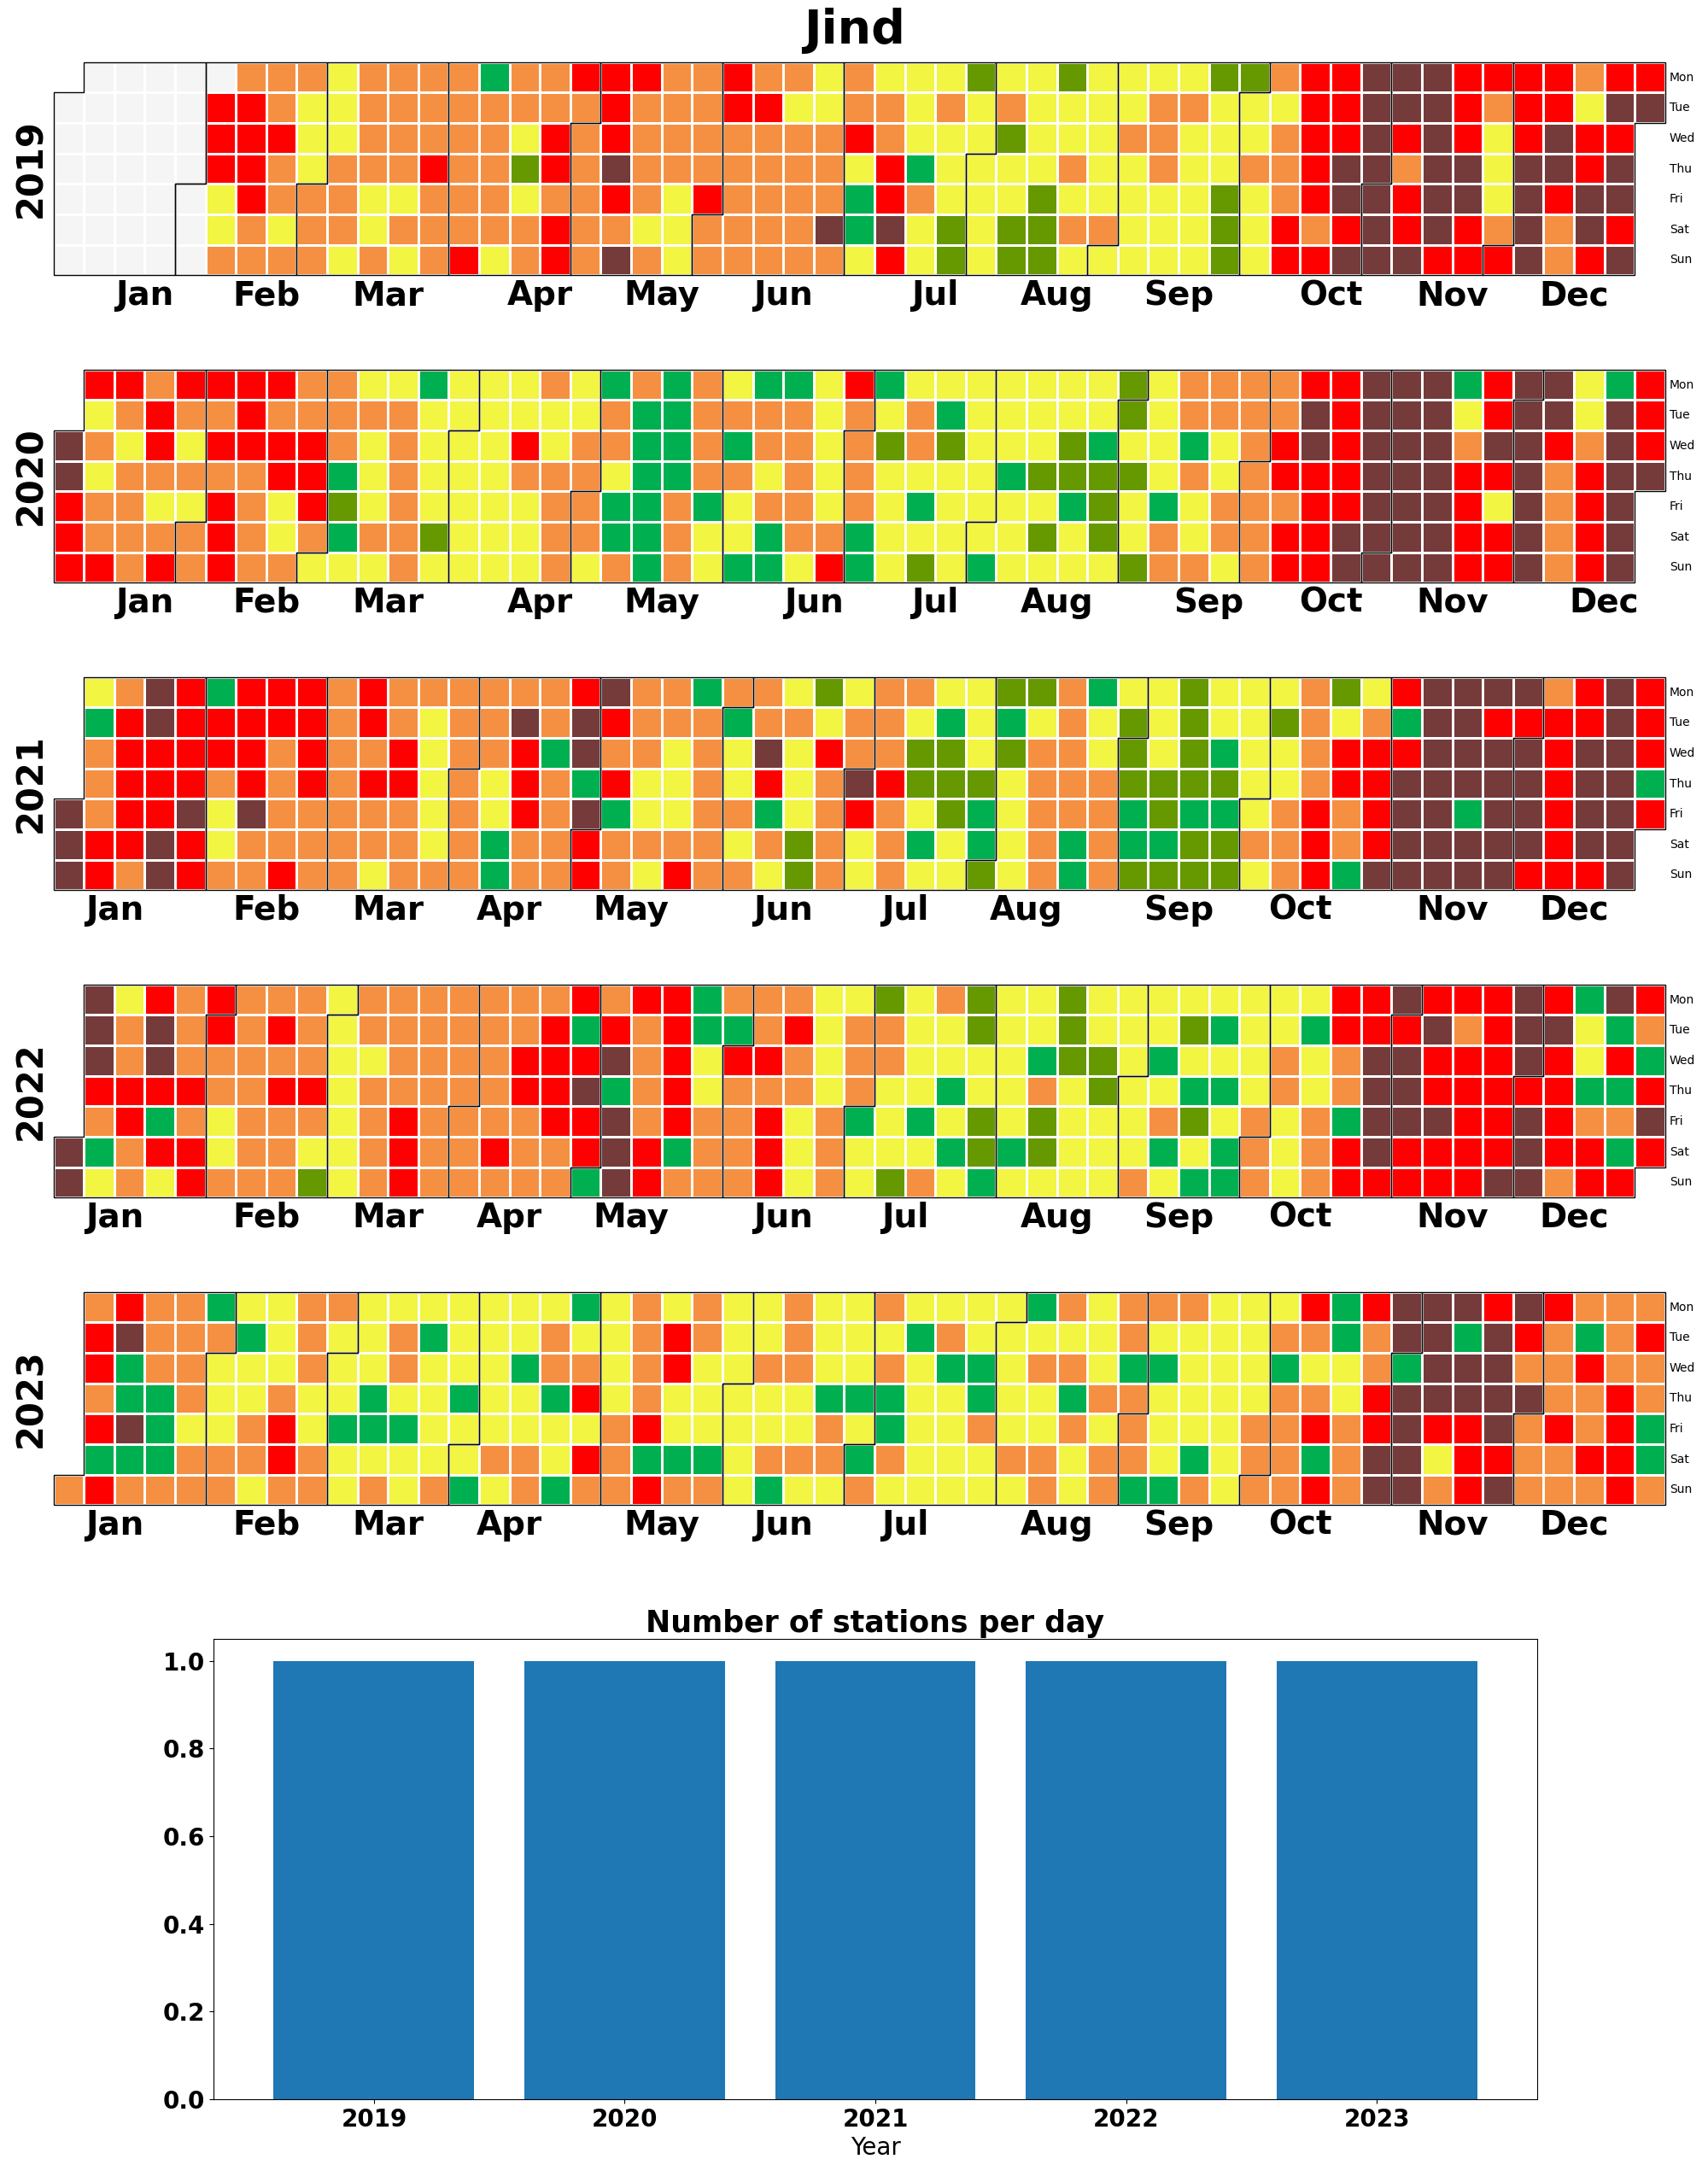 Jind
2019
Mon
Tue
Wed
Thu
Fri
Sat
Sun
Jan Feb Mar Apr May Jun Jul Aug Sep Oct Nov Dec
2020
Mon
Tue
Wed
Thu
Fri
Sat
Sun
Jan Feb Mar Apr May Jun Jul Aug Sep Oct Nov Dec
2021
Mon
Tue
Wed
Thu
Fri
Sat
Sun
Jan Feb Mar Apr May Jun Jul Aug Sep Oct Nov Dec
2022
Mon
Tue
Wed
Thu
Fri
Sat
Sun
Jan Feb Mar Apr May Jun Jul Aug Sep Oct Nov Dec
2023
Mon
Tue
Wed
Thu
Fri
Sat
Sun
Jan Feb Mar Apr May Jun Jul Aug Sep Oct Nov Dec
Number of stations per day
1.0
0.8
0.6
0.4
0.2
0.0
2019 2020 2021 2022 2023
Year